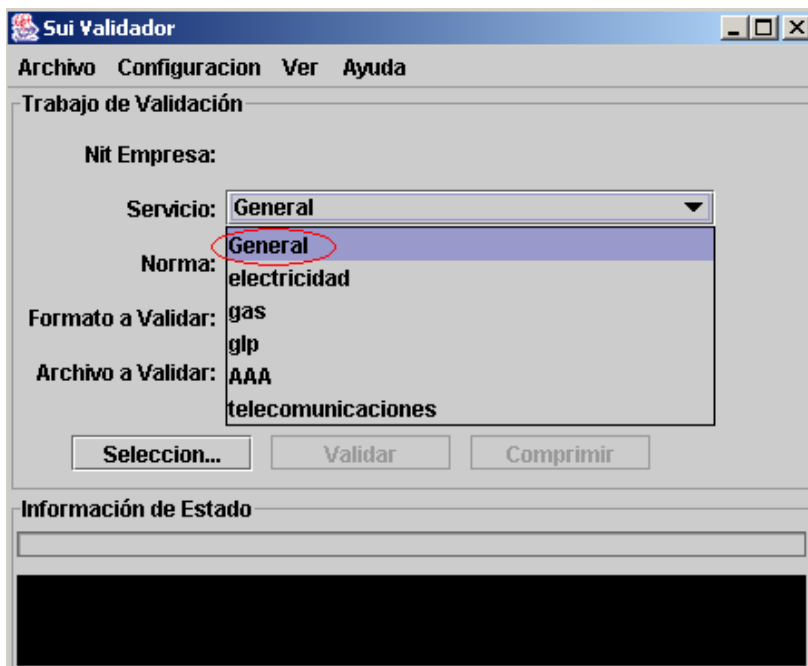 Sui Validador
Archivo Configuracion Ver Ayuda
Trabajo de Validación
Nit Empresa:
Servicio: General
General
Norma:
electricidad
Formato a Validar:
gas
glp
Archivo a Validar:
AAA
telecomunicaciones
Seleccion... Validar Comprimir
Información de Estado